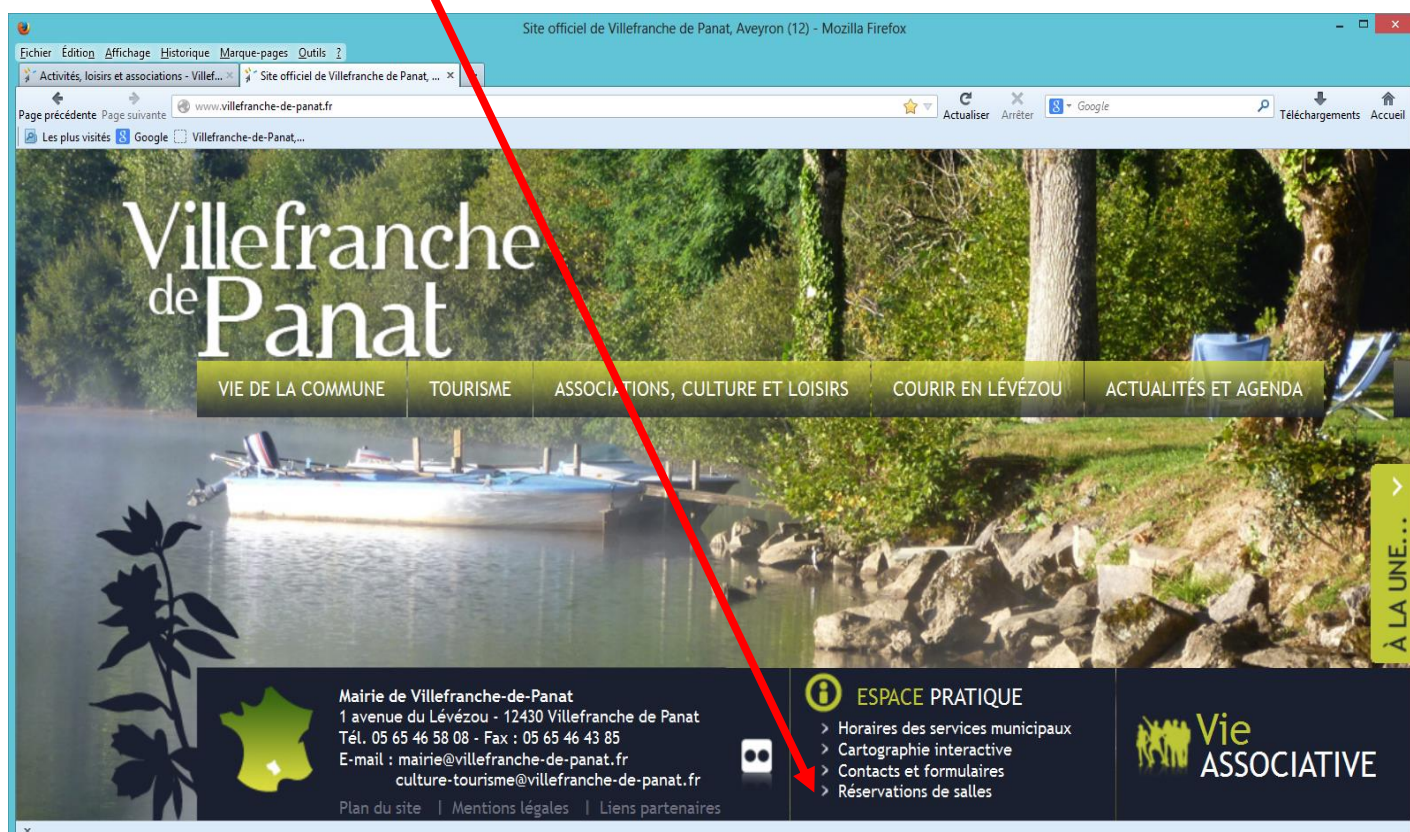 Site officiel de Villefranche de Panat, Aveyron (12) - Mozilla Firefox
Fichier Édition Affichage Historique Marque-pages Outils ?
Activités, loisirs et associations - Villef... × Site officiel de Villefranche de Panat, ... ×
www.villefranche-de-panat.fr
Page précédente Page suivante Actualiser Arrêter Google Téléchargements Accueil
Les plus visités Google Villefranche-de-Panat,...
Villefranche
de Panat
VIE DE LA COMMUNE TOURISME ASSOCIATIONS, CULTURE ET LOISIRS COURIR EN LÉVÉZOU ACTUALITÉS ET AGENDA
À LA UNE...
Mairie de Villefranche-de-Panat
1 avenue du Lévézou - 12430 Villefranche de Panat
Tél. 05 65 46 58 08 - Fax : 05 65 46 43 85
E-mail : mairie@villefranche-de-panat.fr
culture-tourisme@villefranche-de-panat.fr
Plan du site | Mentions légales | Liens partenaires
ESPACE PRATIQUE
> Horaires des services municipaux
> Cartographie interactive
> Contacts et formulaires
> Réservations de salles
Vie
ASSOCIATIVE